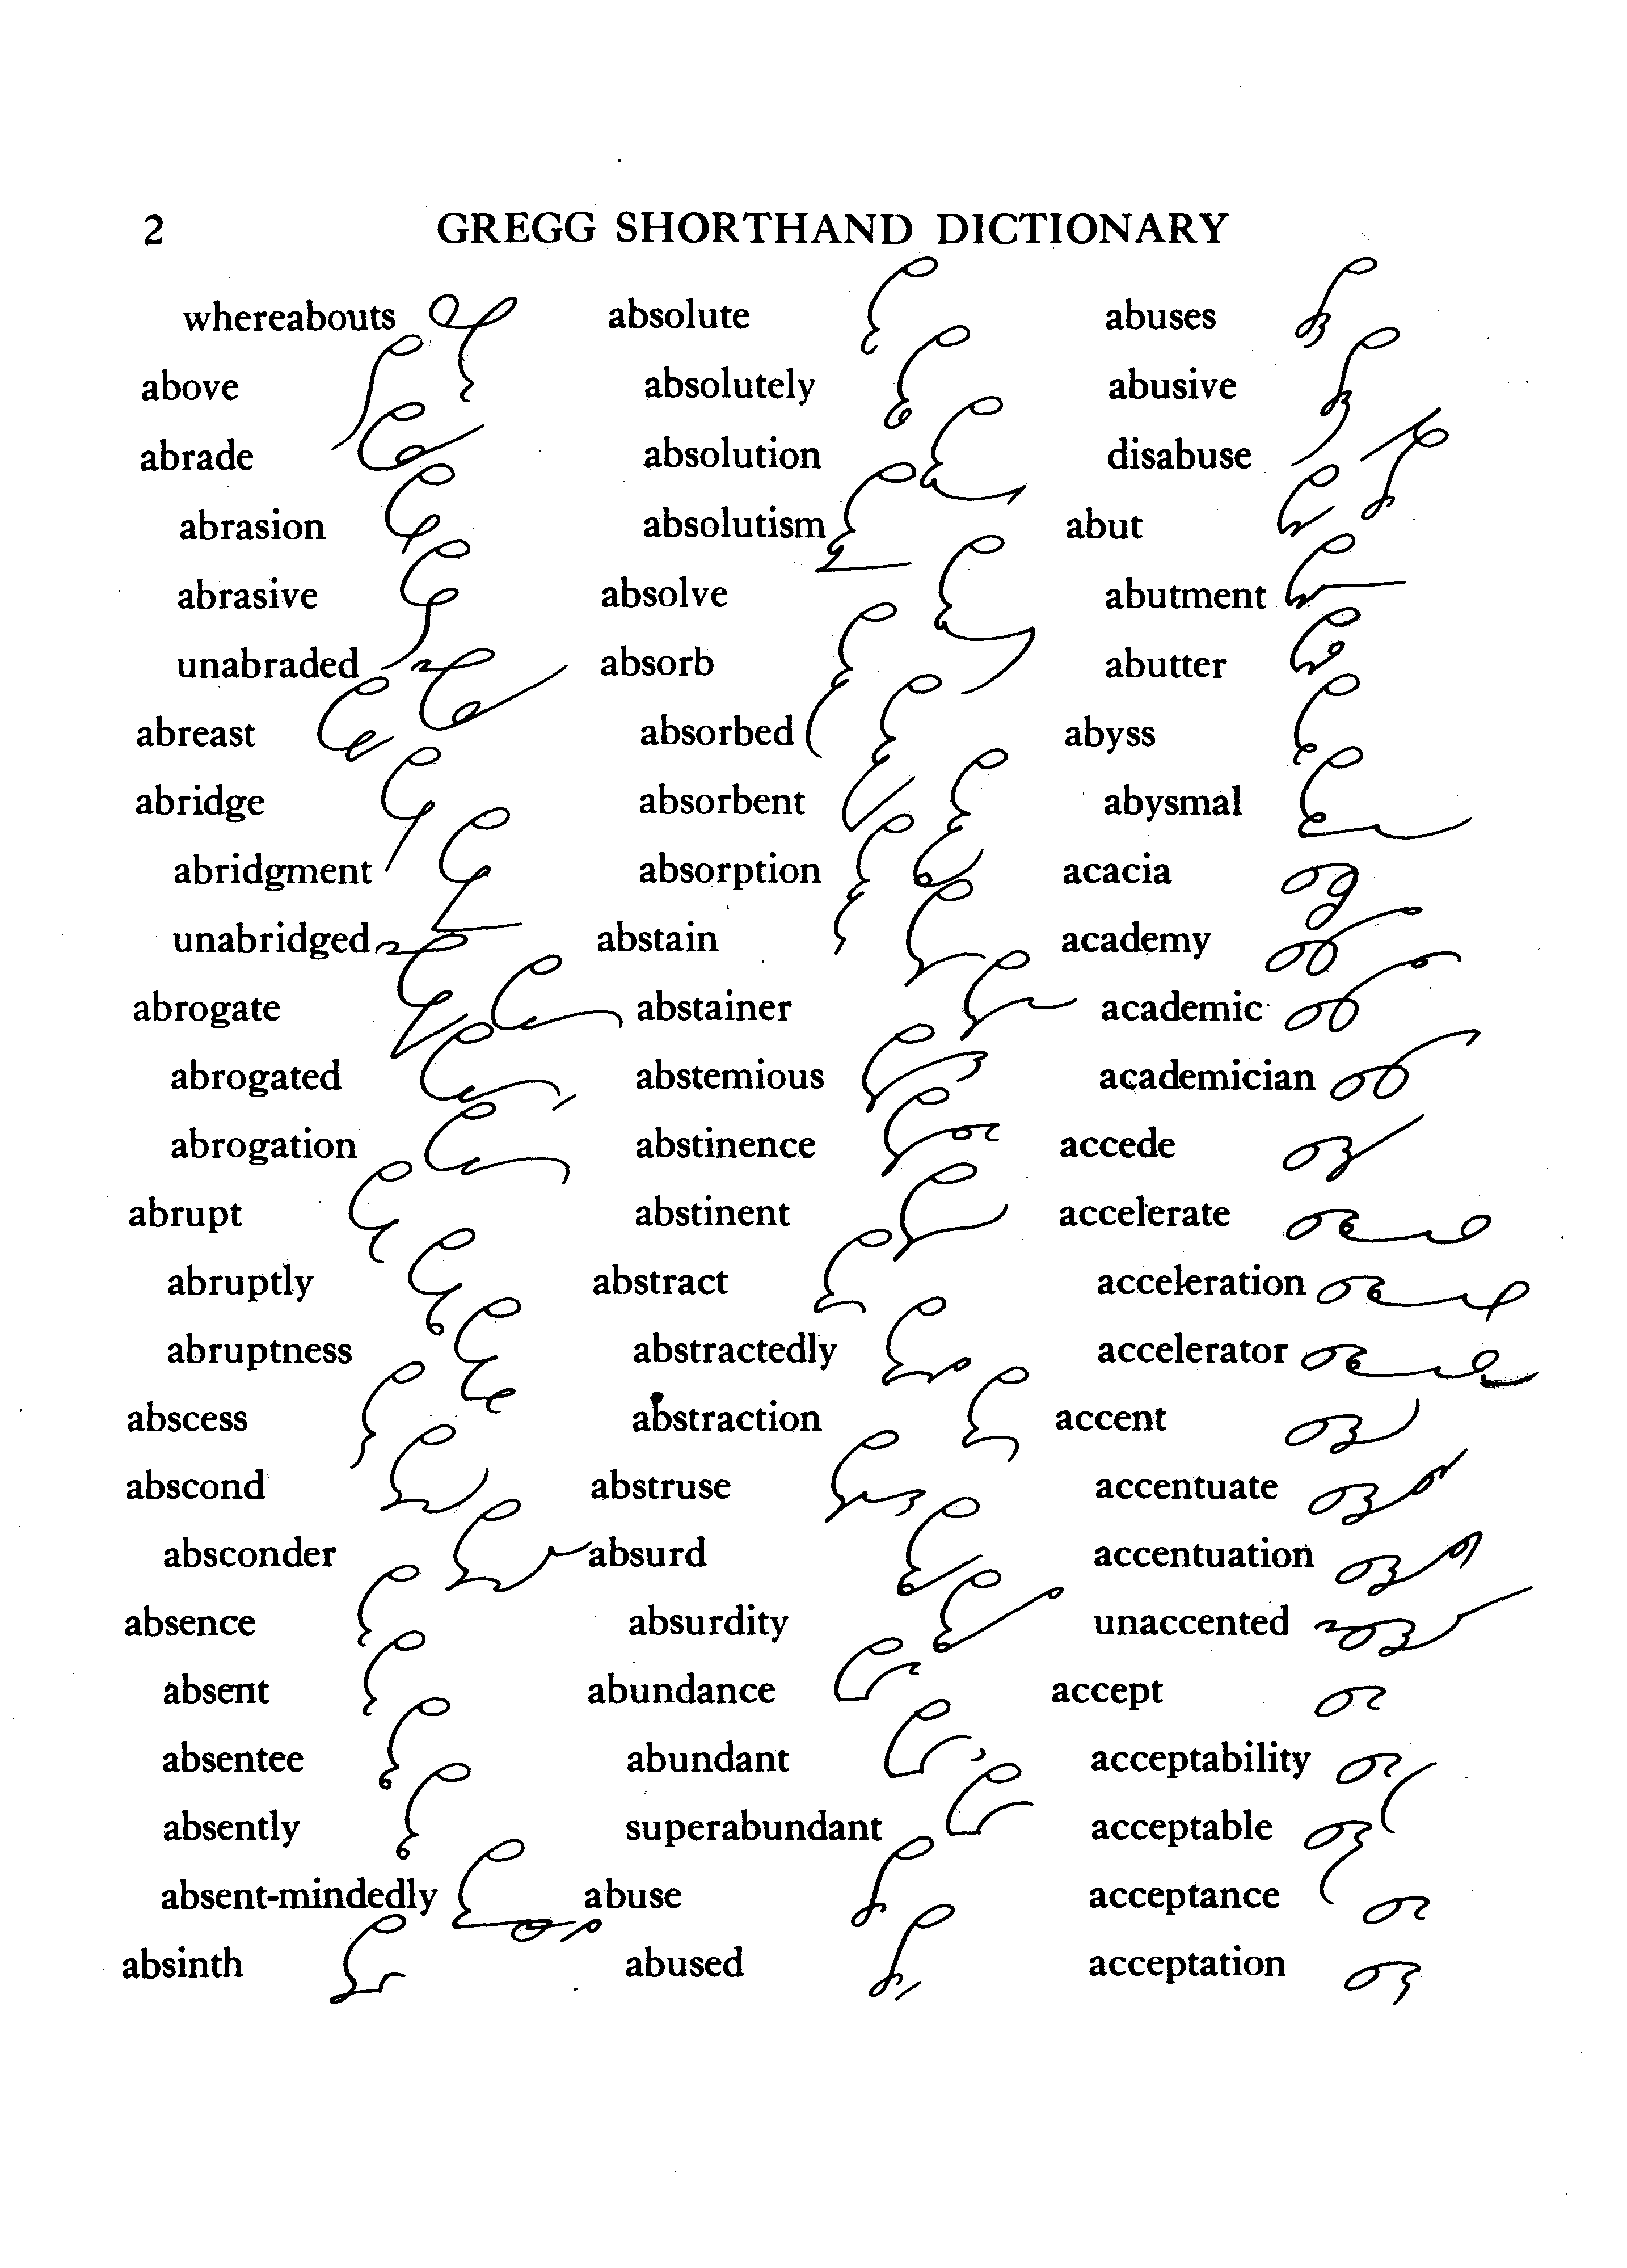 2 GREGG SHORTHAND DICTIONARY
whereabouts
above
abrade
abrasion
abrasive
unabraded
abreast
abridge
abridgment
unabridged
abrogate
abrogated
abrogation
abrupt
abruptly
abruptness
abscess
abscond
absconder
absence
absent
absentee
absently
absent-mindedly
absinth
absolute
absolutely
absolution
absolutism
absolve
absorb
absorbed
absorbent
absorption
abstain
abstainer
abstemious
abstinence
abstinent
abstract
abstractedly
abstraction
abstruse
absurd
absurdity
abundance
abundant
superabundant
abuse
abused
abuses
abusive
disabuse
abut
abutment
abutter
abyss
abysmal
acacia
academy
academic
academician
accede
accelerate
acceleration
accelerator
accent
accentuate
accentuation
unaccented
accept
acceptability
acceptable
acceptance
acceptation